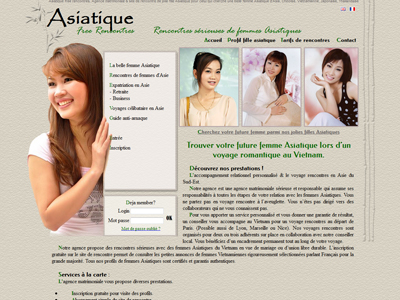 Asiatique
Free Rencontres
Rencontres sérieuses de femmes Asiatiques
Accueil Profil fille asiatique Tarifs de rencontres Contact
La belle femme Asiatique
Rencontres de femmes d'Asie
Expatriation en Asie
- Retraite
- Business
Voyages célibataire en Asie
Guide anti-arnaque
Entrée
Inscription
Deja membre?
Login:
Mot passe
OK
Mot de passe oublié ?
Cherchez votre future femme parmi nos jolies filles Asiatiques
Trouver votre future femme Asiatique lors d'un
voyage romantique au Vietnam.
Découvrez nos prestations !
L'accompagnement relationnel personnalisé & le voyage rencontres en Asie du
Sud-Est.
Notre agence est une agence matrimoniale sérieuse et responsable qui assume ses
responsabilités à toutes les étapes de votre relation avec les femmes Asiatiques. Vous
ne partez pas en voyage rencontre à l'aveuglette. Vous n'êtes pas dirigé vers des
collaborateurs qui ne vous connaissent pas.
Pour vous apporter un service personnalisé et vous donner une garantie de résultat,
un conseiller vous accompagne au Vietnam pour un voyage rencontres au départ de
Paris. (Possible aussi de Lyon, Marseille ou Nice). Nos voyages rencontres sont
organisés pour deux ou trois adhérents sur place en collaboration avec notre conseiller
local. Vous bénéficiez d'un encadrement permanent tout au long de votre voyage.
Notre agence propose des rencontres sérieuses avec des femmes Asiatiques du Vietnam en vue de mariage ou d'union libre durable. L'inscription
gratuite sur le site de rencontre permet de consulter les petites annonces de femmes Vietnamiennes rigoureusement sélectionnées parlant Français pour la
grande majorité. Tous nos profils de femmes Asiatiques sont certifiés et garantis authentiques.
Services à la carte :
L'agence matrimoniale vous propose diverses prestations.
Inscription gratuite pour visite des profils